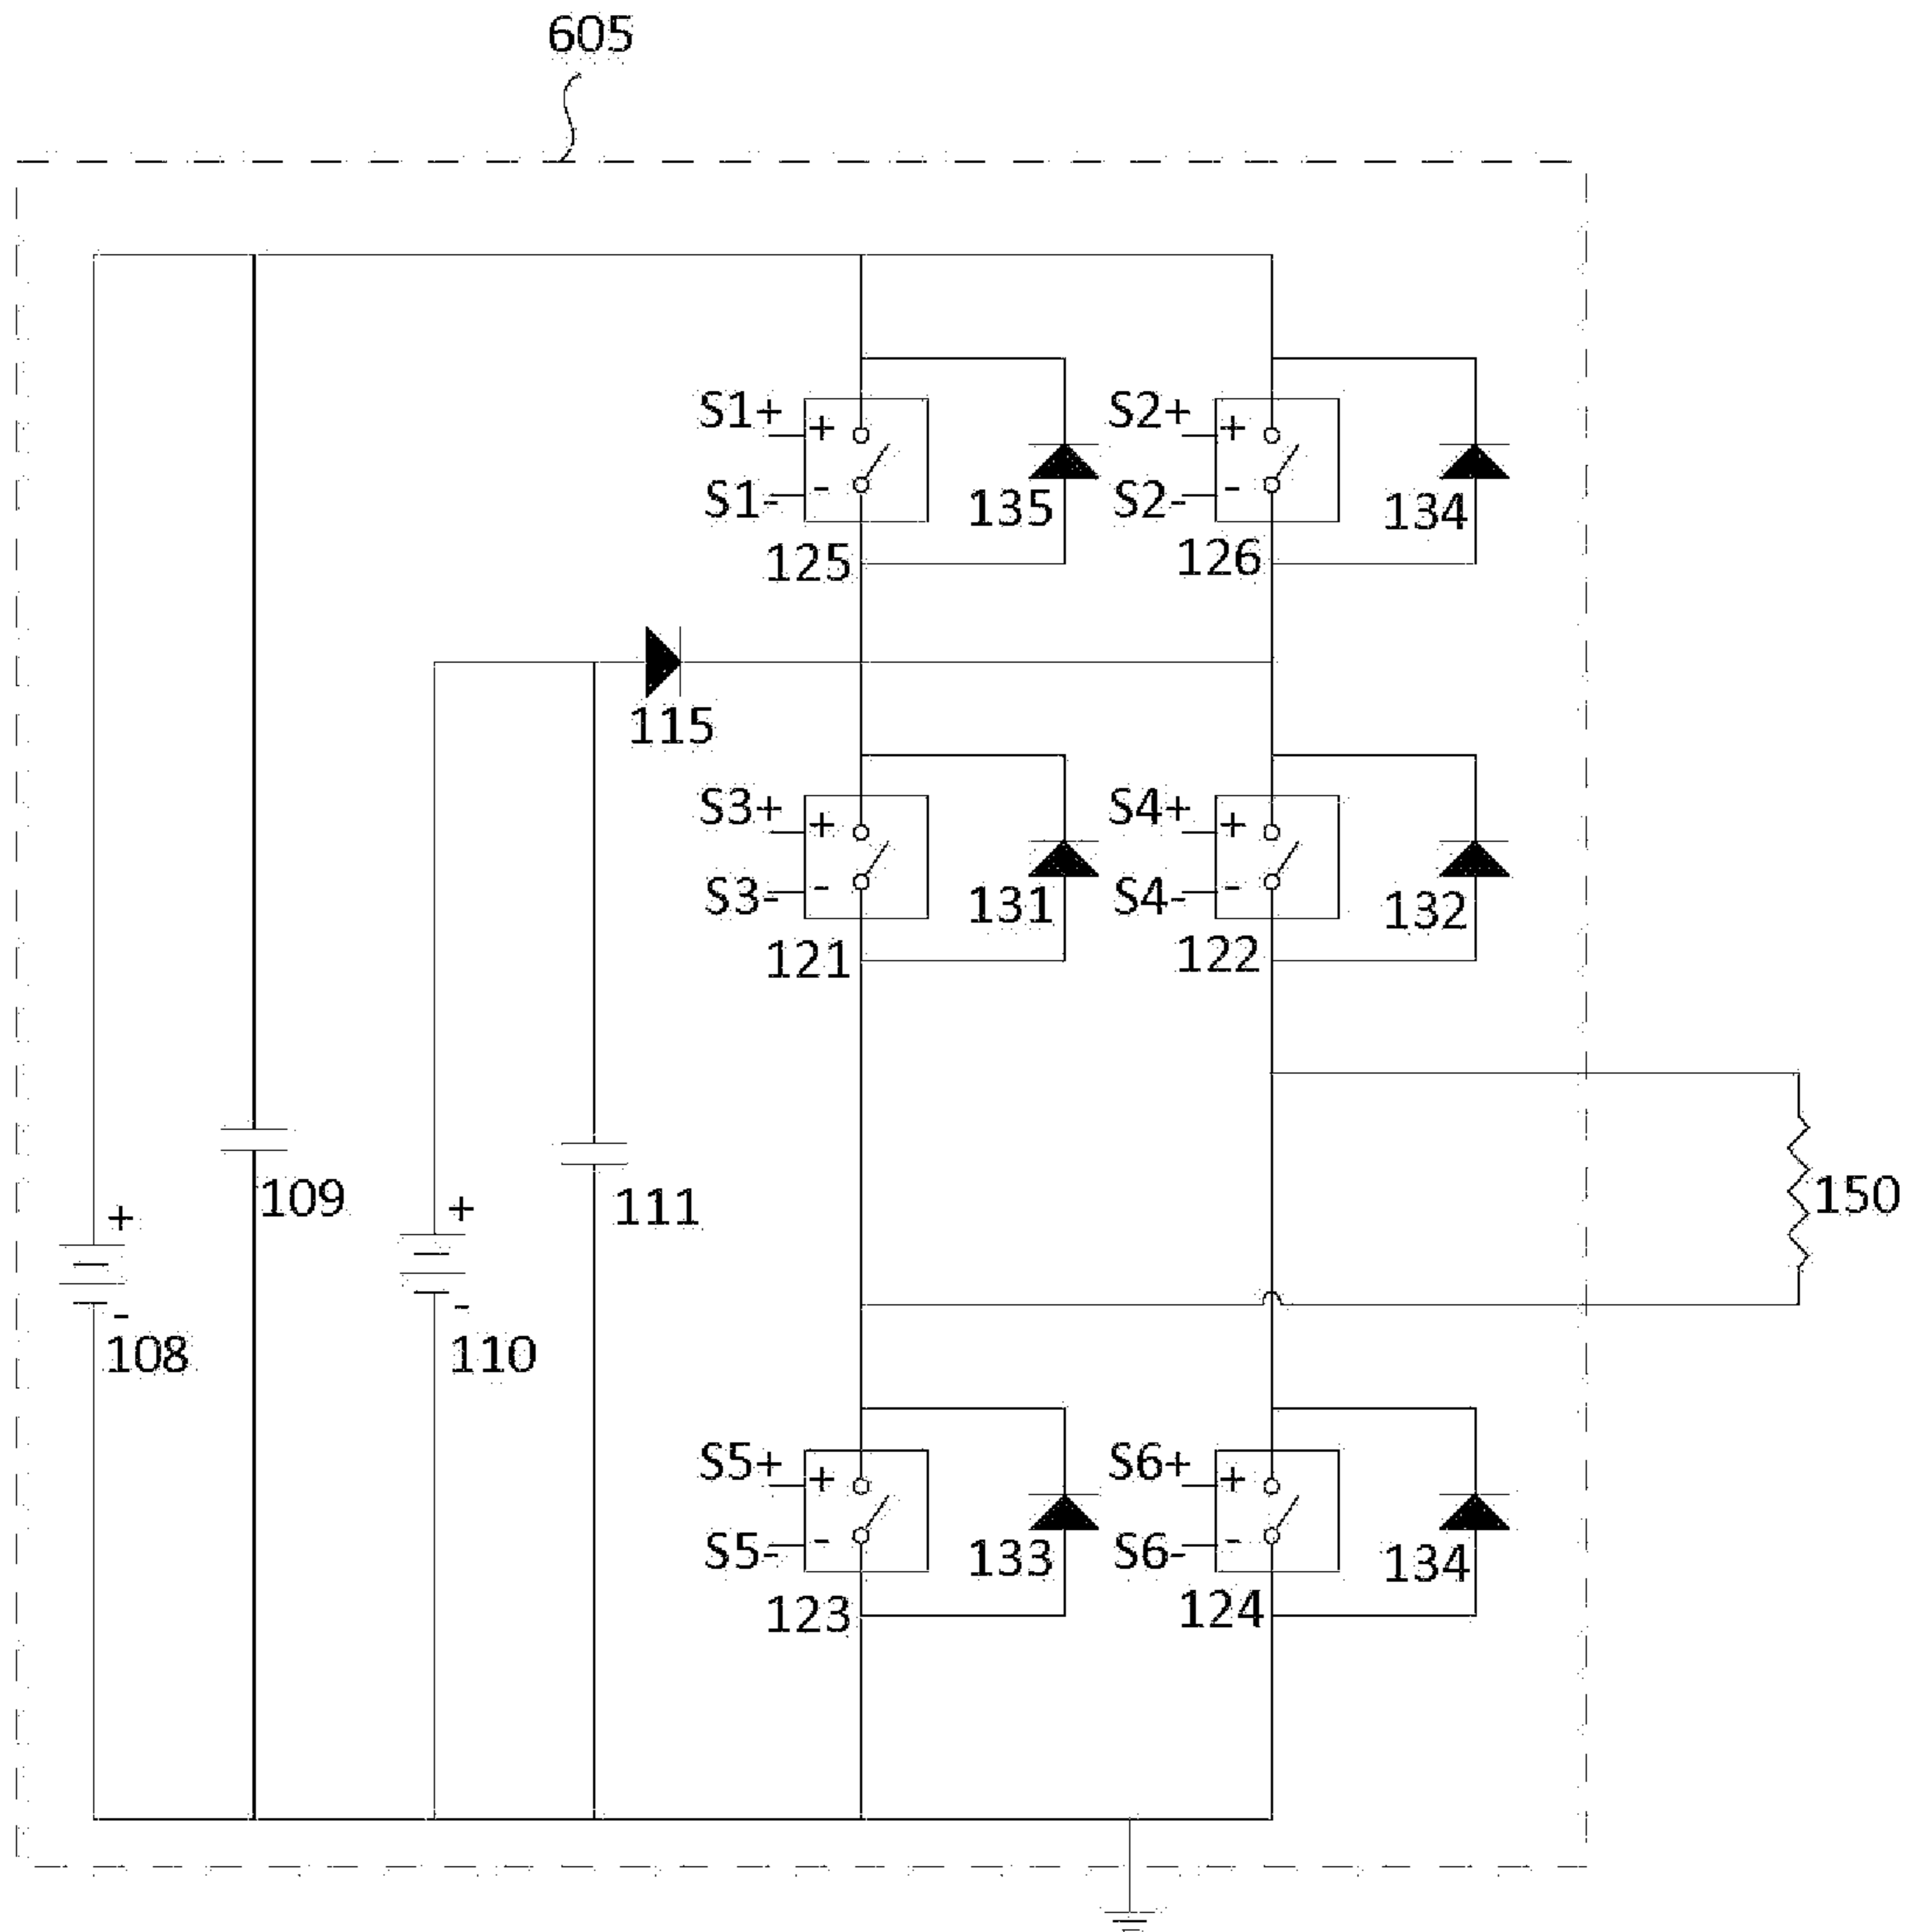 605
S1+ + S2+ +
S1- - 135 S2- - 134
125 126
115
S3+ + S4+ +
S3- - 131 S4- - 132
121 122
109 111 150
+ +
- -
108 110
S5+ + S6+ +
S5- - 133 S6- - 134
123 124